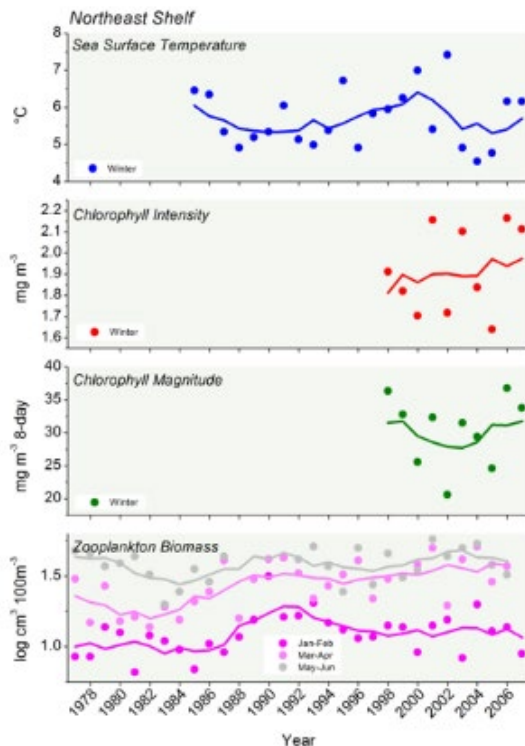 Northeast Shelf
Sea Surface Temperature
8
7
6
5
4
°C
Winter
Chlorophyll Intensity
2.2
2.1
2.0
1.9
1.8
1.7
1.6
mg m-3
Winter
Chlorophyll Magnitude
40
35
30
25
20
mg m-3 8-day
Winter
Zooplankton Biomass
1.5
1.0
log cm3 100m-3
Jan-Feb
Mar-Apr
May-Jun
1978 1980 1982 1984 1986 1988 1990 1992 1994 1996 1998 2000 2002 2004 2006
Year